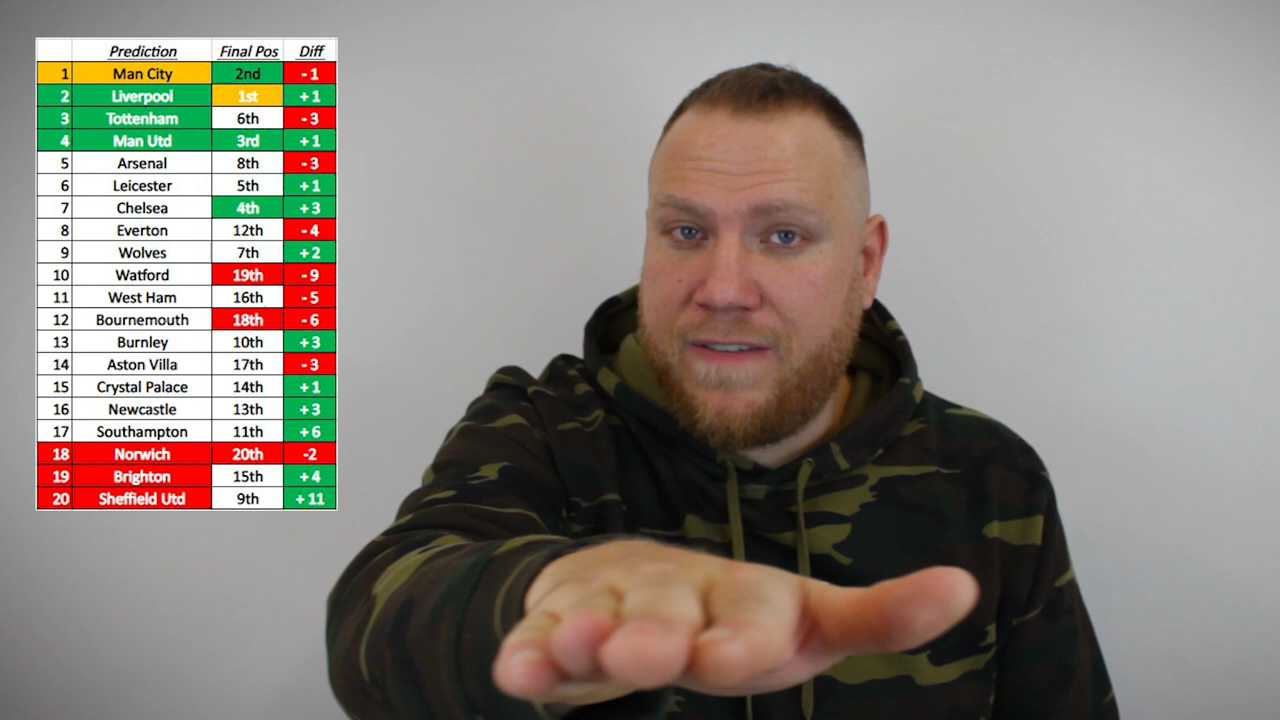 Prediction Final Pos Diff
1 Man City 2nd - 1
2 Liverpool 1st + 1
3 Tottenham 6th - 3
4 Man Utd 3rd + 1
5 Arsenal 8th - 3
6 Leicester 5th + 1
7 Chelsea 4th + 3
8 Everton 12th - 4
9 Wolves 7th + 2
10 Watford 19th - 9
11 West Ham 16th - 5
12 Bournemouth 18th - 6
13 Burnley 10th + 3
14 Aston Villa 17th - 3
15 Crystal Palace 14th + 1
16 Newcastle 13th + 3
17 Southampton 11th + 6
18 Norwich 20th -2
19 Brighton 15th + 4
20 Sheffield Utd 9th + 11